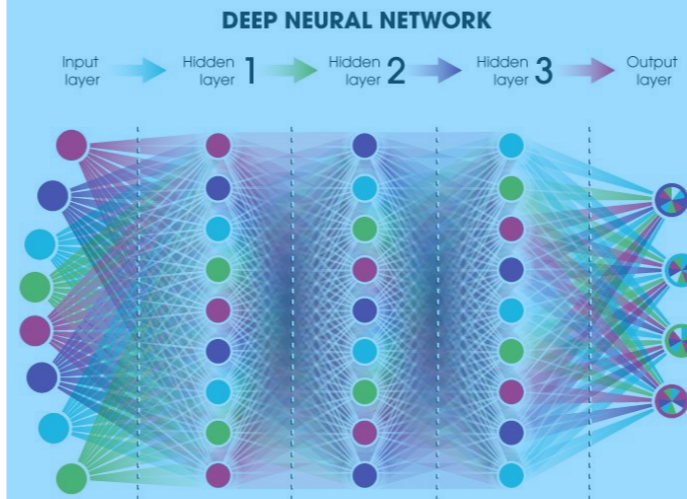 DEEP NEURAL NETWORK
Input layer
Hidden layer 1
Hidden layer 2
Hidden layer 3
Output layer